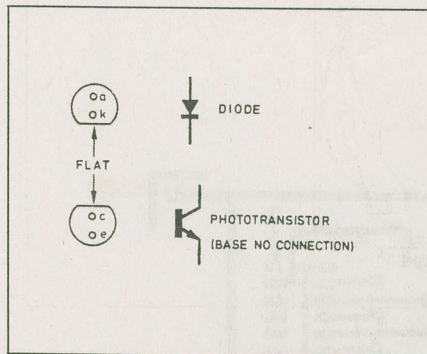 a
k
DIODE
FLAT
c
e
PHOTOTRANSISTOR
(BASE NO CONNECTION)